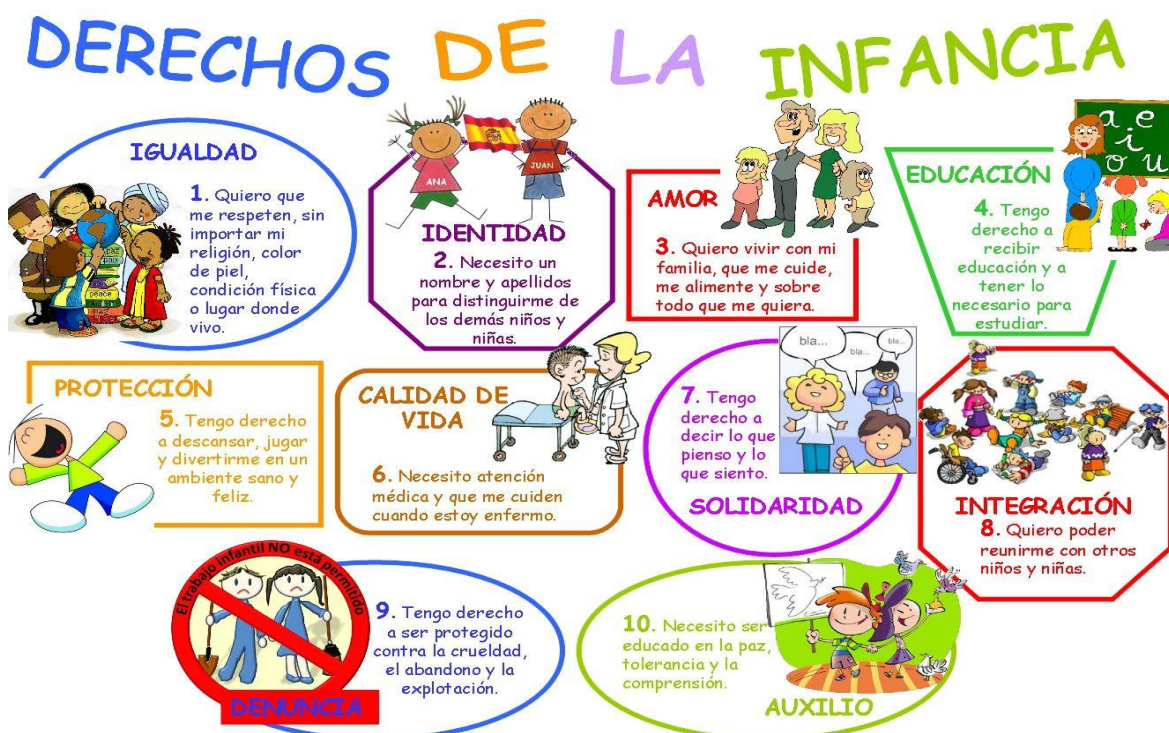 DERECHOS DE LA INFANCIA
IGUALDAD
1. Quiero que
me respeten, sin
importar mi
religión, color
de piel,
condición física
o lugar donde
vivo.
peace
ANA
JUAN
IDENTIDAD
2. Necesito un
nombre y apellidos
para distinguirme de
los demás niños y
niñas.
AMOR
3. Quiero vivir con mi
familia, que me cuide,
me alimente y sobre
todo que me quiera.
EDUCACIÓN
4. Tengo
derecho a
recibir
educación y a
tener lo
necesario para
estudiar.
a e
i
o u
PROTECCIÓN
5. Tengo derecho
a descansar, jugar
y divertirme en un
ambiente sano y
feliz.
CALIDAD DE
VIDA
6. Necesito atención
médica y que me cuiden
cuando estoy enfermo.
7. Tengo
derecho a
decir lo que
pienso y lo
que siento.
SOLIDARIDAD
bla...
bla...
bla...
INTEGRACIÓN
8. Quiero poder
reunirme con otros
niños y niñas.
El trabajo infantil NO está permitido
9. Tengo derecho
a ser protegido
contra la crueldad,
el abandono y la
explotación.
DENUNCIA
10. Necesito ser
educado en la paz,
tolerancia y la
comprensión.
AUXILIO